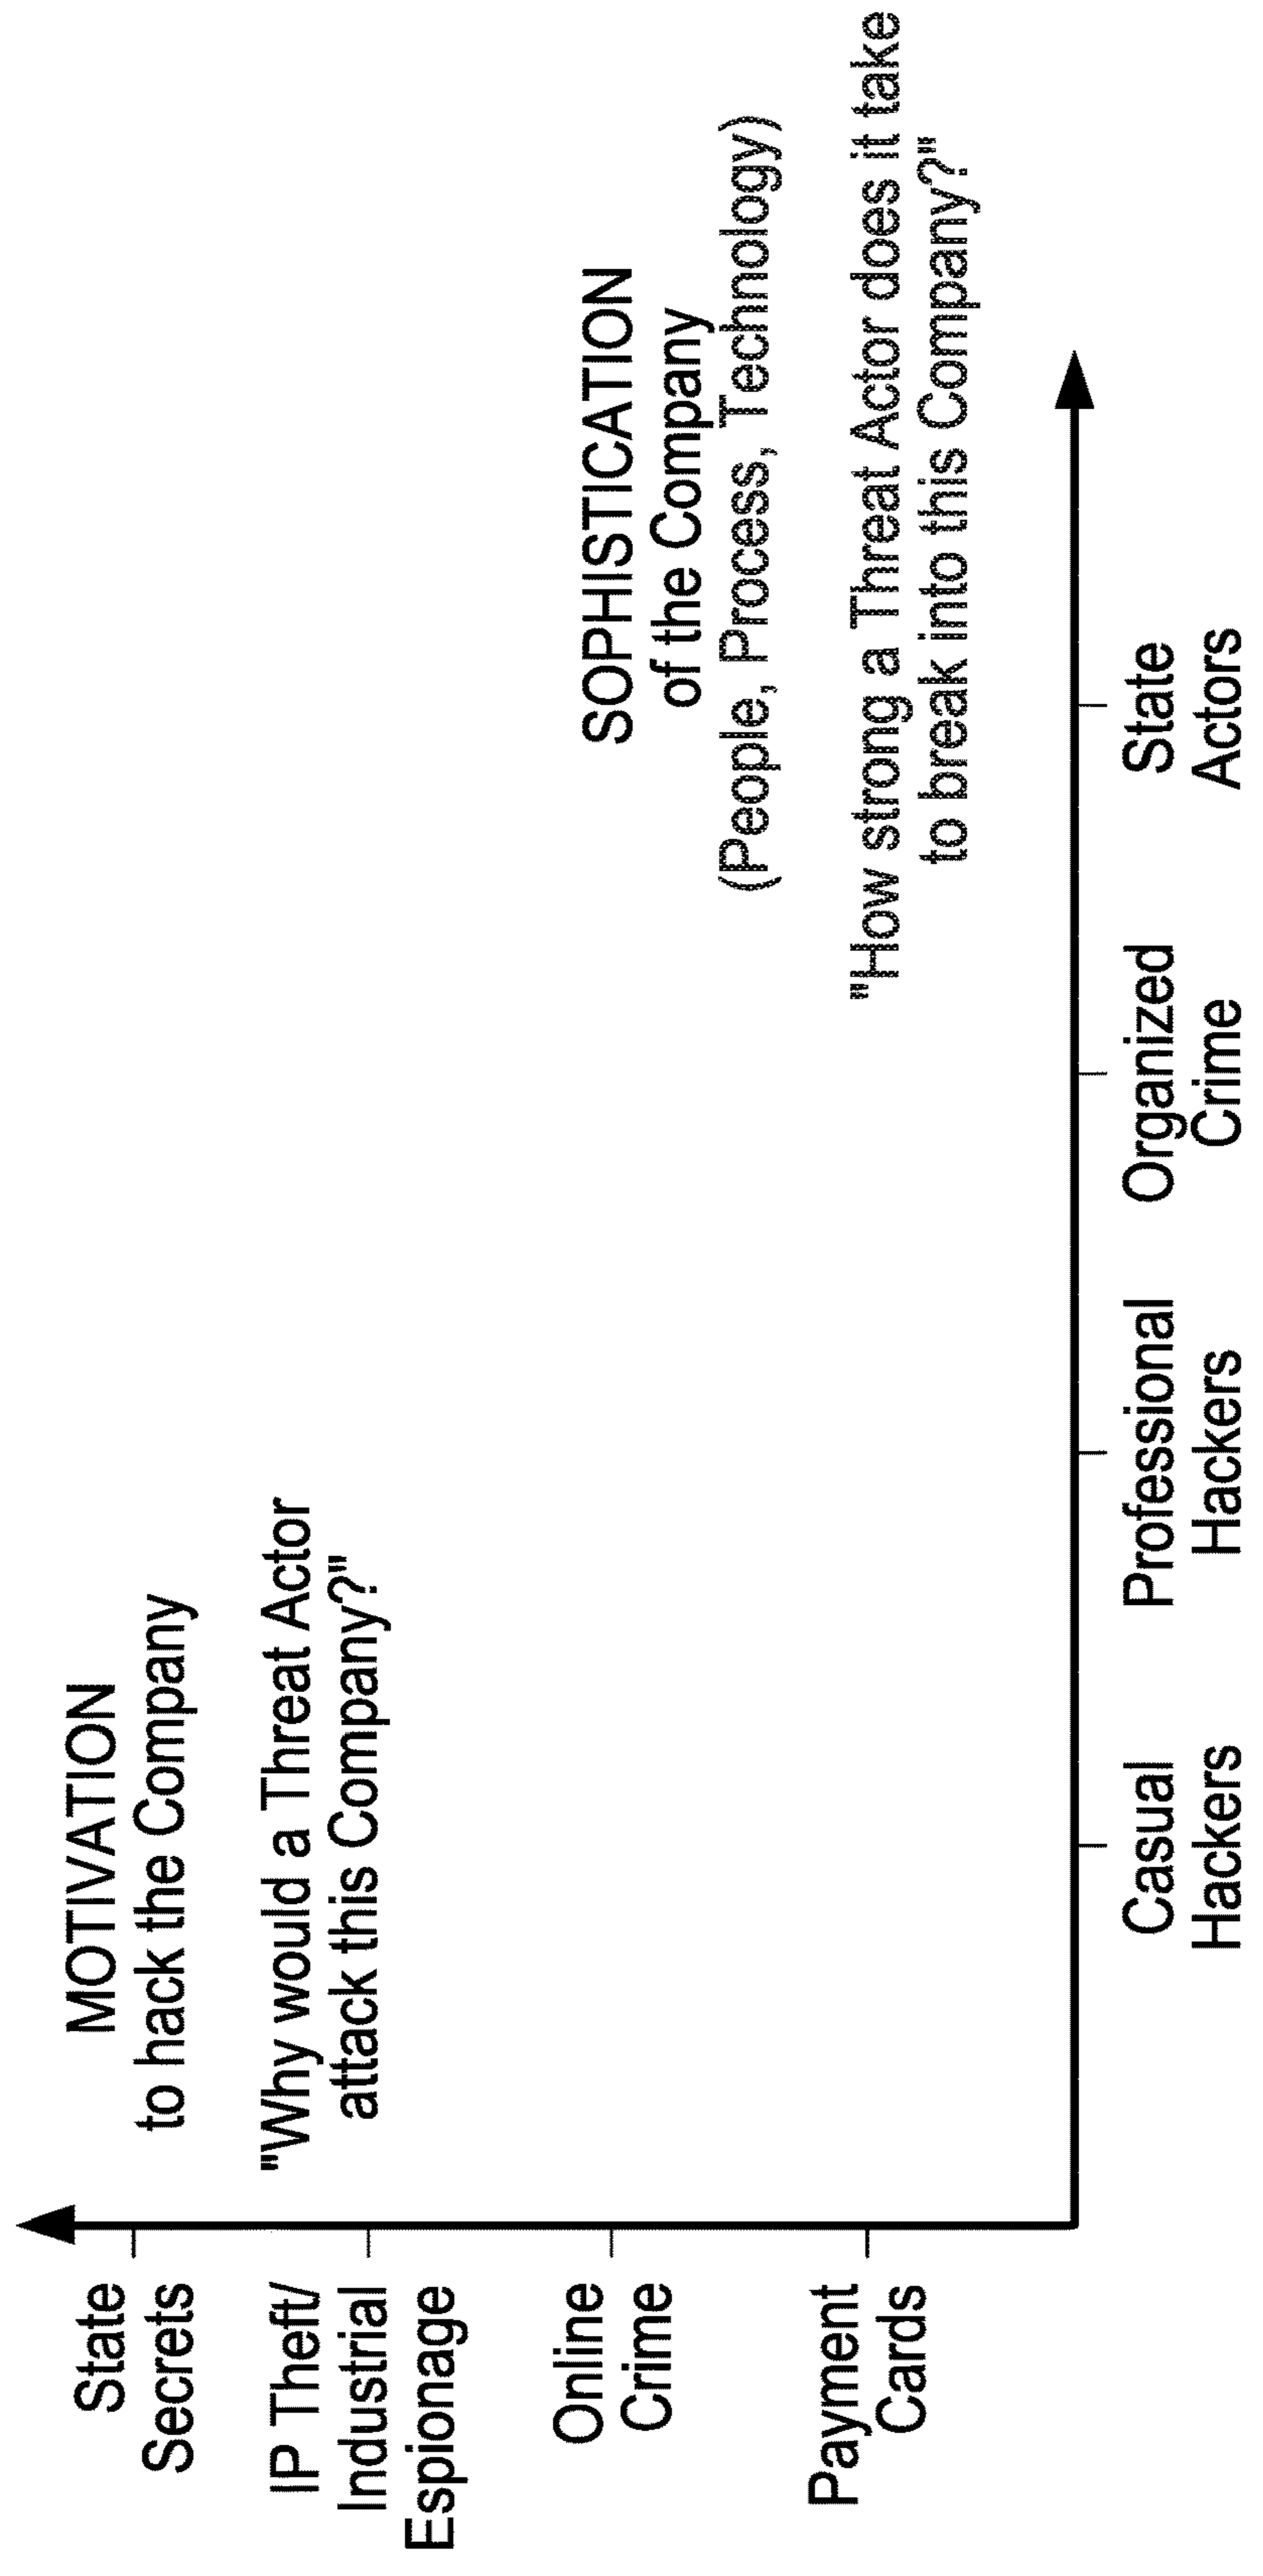 MOTIVATION
to hack the Company
"Why would a Threat Actor
attack this Company?"
State
Secrets
IP Theft/
Industrial
Espionage
Online
Crime
Payment
Cards
SOPHISTICATION
of the Company
(People, Process, Technology)
"How strong a Threat Actor does it take
to break into this Company?"
Casual
Hackers
Professional
Hackers
Organized
Crime
State
Actors